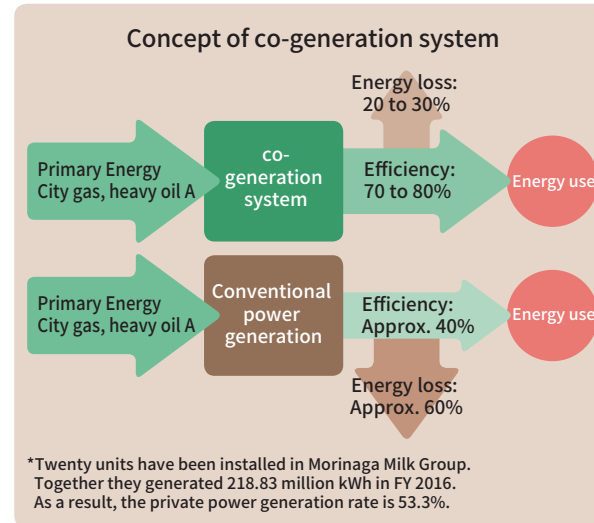 Concept of co-generation system
Energy loss:
20 to 30%
Primary Energy
City gas, heavy oil A
co-
generation
system
Efficiency:
70 to 80%
Energy use
Primary Energy
City gas, heavy oil A
Conventional
power
generation
Efficiency:
Approx. 40%
Energy use
Energy loss:
Approx. 60%
*Twenty units have been installed in Morinaga Milk Group.
Together they generated 218.83 million kWh in FY 2016.
As a result, the private power generation rate is 53.3%.